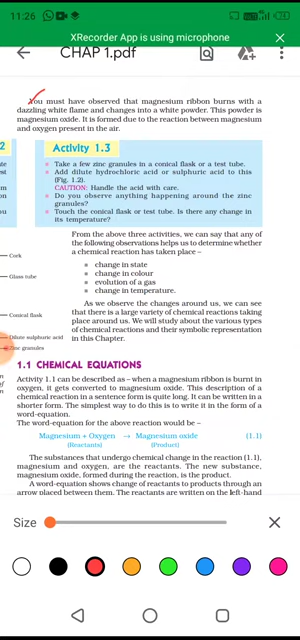 11:26
XRecorder App is using microphone
CHAP 1.pdf
You must have observed that magnesium ribbon burns with a
dazzling white flame and changes into a white powder. This powder is
magnesium oxide. It is formed due to the reaction between magnesium
and oxygen present in the air.
Activity 1.3
Take a few zinc granules in a conical flask or a test tube.
Add dilute hydrochloric acid or sulphuric acid to this
(Fig. 1.2).
CAUTION: Handle the acid with care.
Do you observe anything happening around the zinc
granules?
Touch the conical flask or test tube. Is there any change in
its temperature?
From the above three activities, we can say that any of
the following observations helps us to determine whether
a chemical reaction has taken place –
change in state
change in colour
evolution of a gas
change in temperature.
Cork
Glass tube
Conical flask
Dilute sulphuric acid
Zinc granules
As we observe the changes around us, we can see
that there is a large variety of chemical reactions taking
place around us. We will study about the various types
of chemical reactions and their symbolic representation
in this Chapter.
1.1 CHEMICAL EQUATIONS
Activity 1.1 can be described as – when a magnesium ribbon is burnt in
oxygen, it gets converted to magnesium oxide. This description of a
chemical reaction in a sentence form is quite long. It can be written in a
shorter form. The simplest way to do this is to write it in the form of a
word-equation.
The word-equation for the above reaction would be –
Magnesium + Oxygen → Magnesium oxide (1.1)
(Reactants) (Product)
The substances that undergo chemical change in the reaction (1.1),
magnesium and oxygen, are the reactants. The new substance,
magnesium oxide, formed during the reaction, is the product.
A word-equation shows change of reactants to products through an
arrow placed between them. The reactants are written on the left-hand
Size